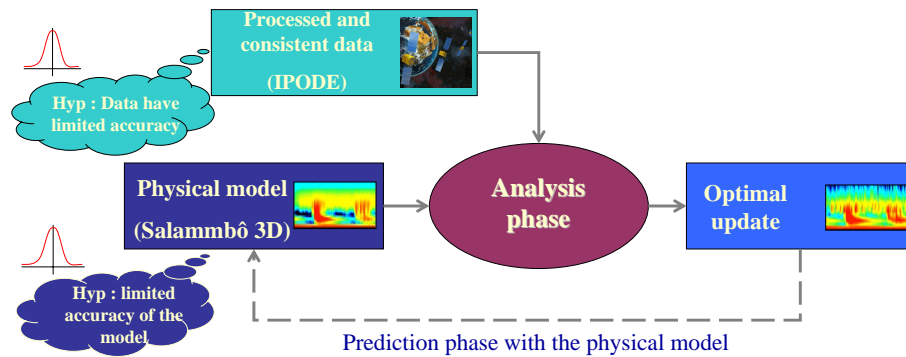 Processed and
consistent data
(IPODE)
Hyp : Data have
limited accuracy
Physical model
(Salammbô 3D)
Analysis
phase
Optimal
update
Hyp : limited
accuracy of the
model
Prediction phase with the physical model